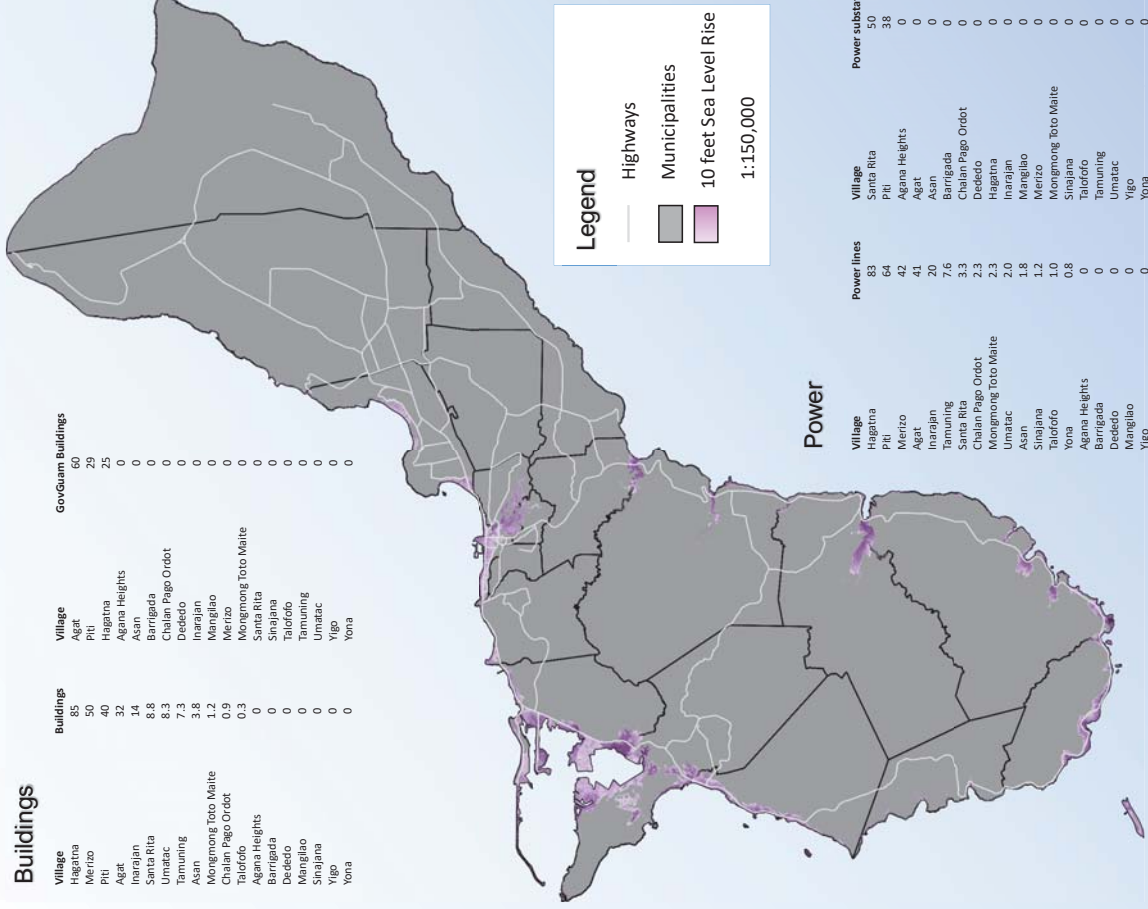 Buildings
Village Buildings Village GovGuam Buildings
Hagatna 85 Agat 60
Merizo 50 Piti 29
Piti 40 Hagatna 25
Agat 32 Agana Heights 0
Inarajan 14 Asan 0
Santa Rita 8.8 Barrigada 0
Umatac 8.3 Chalan Pago Ordot 0
Tamuning 7.3 Dededo 0
Asan 3.8 Inarajan 0
Mongmong Toto Maite 1.2 Mangilao 0
Chalan Pago Ordot 0.9 Merizo 0
Talofofo 0.3 Mongmong Toto Maite 0
Agana Heights 0 Santa Rita 0
Barrigada 0 Sinajana 0
Dededo 0 Talofofo 0
Mangilao 0 Tamuning 0
Sinajana 0 Umatac 0
Yigo 0 Yigo 0
Yona 0 Yona 0
Legend
Highways
Municipalities
10 feet Sea Level Rise
1:150,000
Power
Village Power lines Village Power substa
Hagatna 83 Santa Rita 50
Piti 64 Piti 38
Merizo 42 Agana Heights 0
Agat 41 Agat 0
Inarajan 20 Asan 0
Tamuning 7.6 Barrigada 0
Santa Rita 3.3 Chalan Pago Ordot 0
Chalan Pago Ordot 2.3 Dededo 0
Mongmong Toto Maite 2.3 Hagatna 0
Umatac 2.0 Inarajan 0
Asan 1.8 Mangilao 0
Sinajana 1.2 Merizo 0
Talofofo 1.0 Mongmong Toto Maite 0
Yona 0.8 Sinajana 0
Agana Heights 0 Talofofo 0
Barrigada 0 Tamuning 0
Dededo 0 Umatac 0
Mangilao 0 Yigo 0
Yigo 0 Yona 0